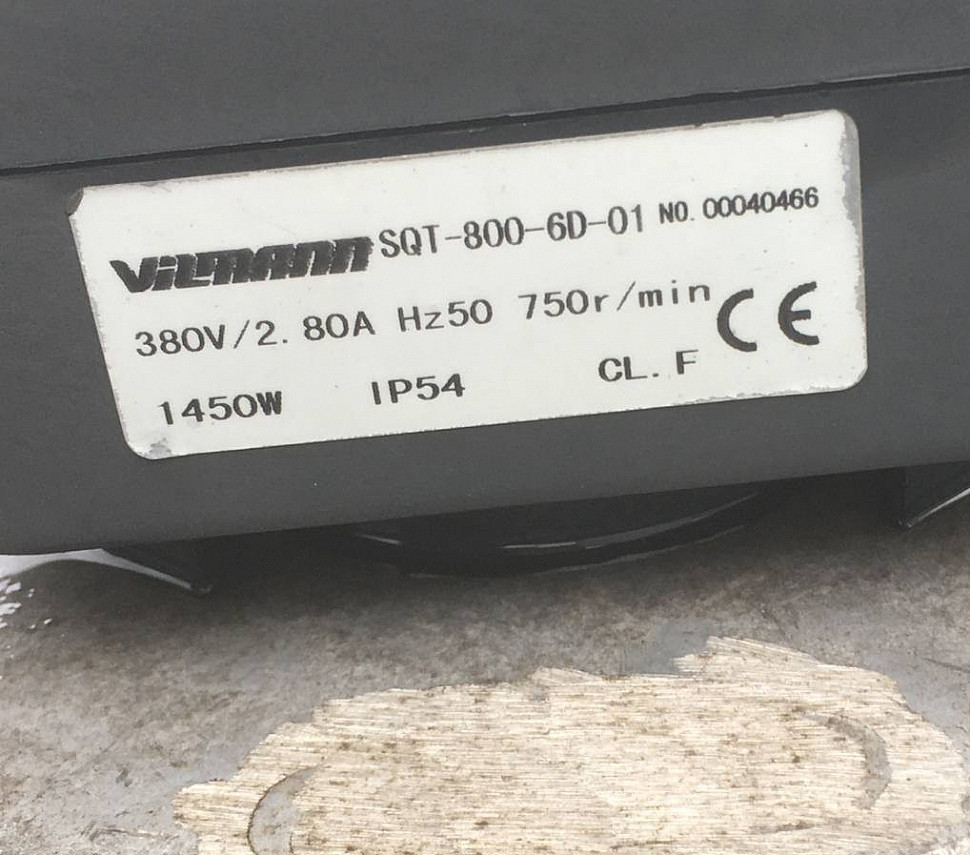 VILMANN SQT-800-6D-01 NO. 00040466
380V/2. 80A Hz50 750r/min CE
1450W IP54 CL. F